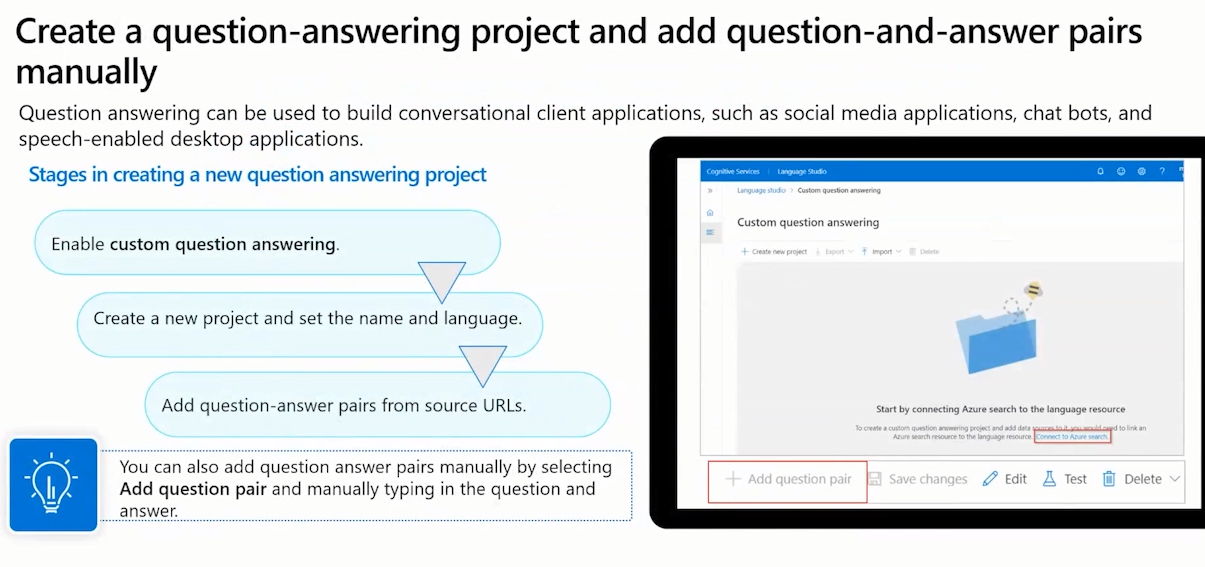 Create a question-answering project and add question-and-answer pairs
manually
Question answering can be used to build conversational client applications, such as social media applications, chat bots, and
speech-enabled desktop applications.
Stages in creating a new question answering project
Enable custom question answering.
Create a new project and set the name and language.
Add question-answer pairs from source URLs.
You can also add question answer pairs manually by selecting
Add question pair and manually typing in the question and
answer.
Cognitive Services | Language Studio
Language studio > Custom question answering
Custom question answering
Create new project Export Import Delete
Start by connecting Azure search to the language resource
To create a custom question answering project and add data sources to it, you would need to link an
Azure search resource to the language resource. Connect to Azure search.
Add question pair Save changes Edit Test Delete